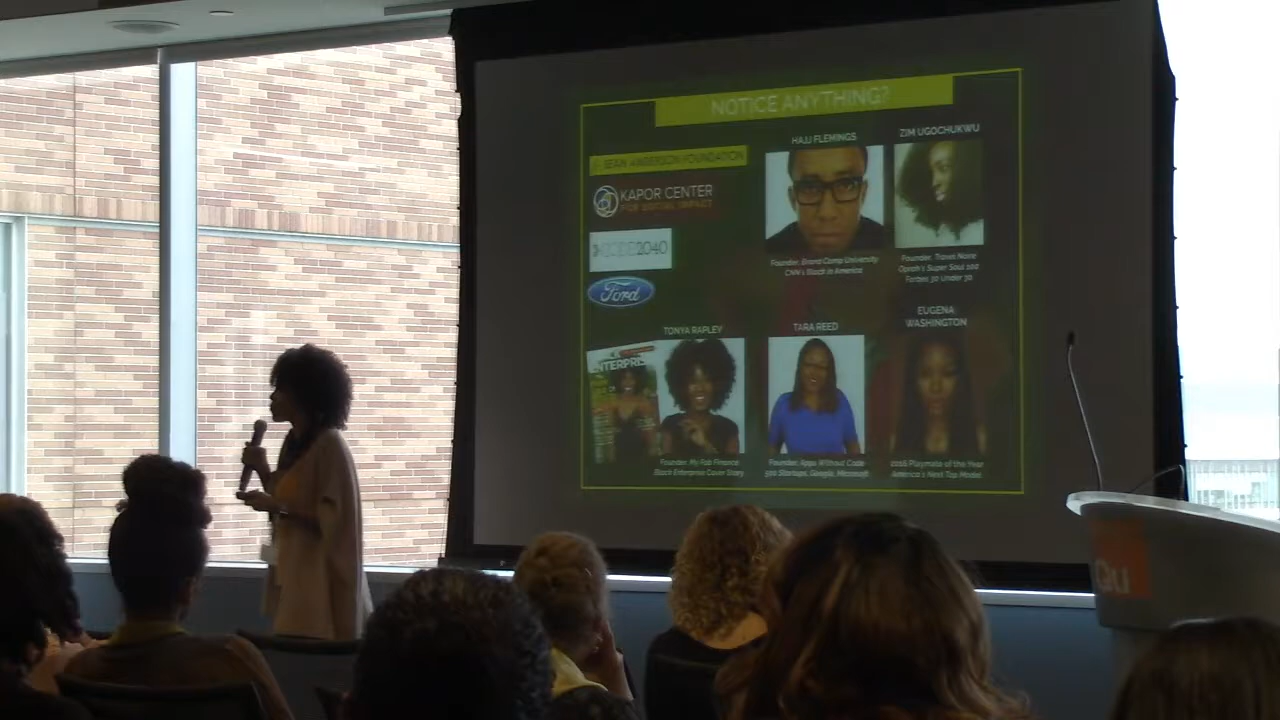 NOTICE ANYTHING?
SEAN ANDERSON FOUNDATION
KAPOR CENTER
FOR SOCIAL IMPACT
CODE2040
Ford
HAJJ FLEMINGS
Founder, Brand Camp University
CNN's Black in America
ZIM UGOCHUKWU
Founder, Travel Noire
Oprah's Super Soul 100
Forbes 30 Under 30
TONYA RAPLEY
NTERPRIS
Founder, My Fab Finance
Black Enterprise Cover Story
TARA REED
Founder, Apps Without Code
500 Startups, Google, Microsoft
EUGENA
WASHINGTON
2016 Playmate of the Year
America's Next Top Model
Qu